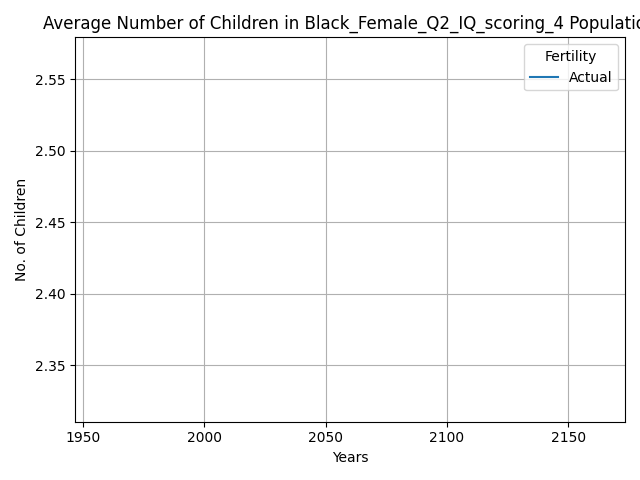 Average Number of Children in Black_Female_Q2_IQ_scoring_4
Fertility
Actual
2.55
2.50
2.45
2.40
2.35
No. of Children
1950 2000 2050 2100 2150
Years